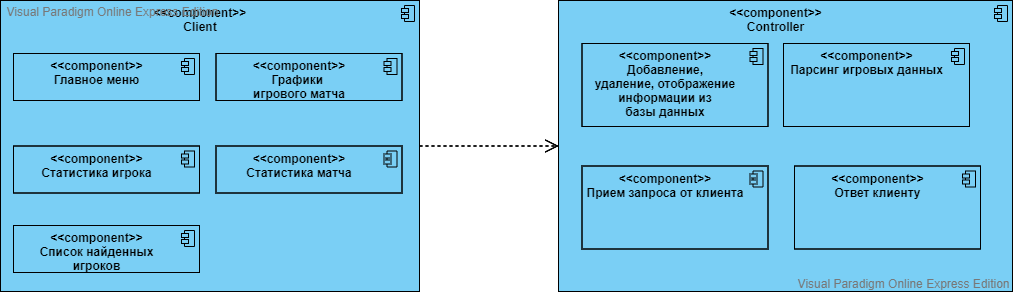 Visual Paradigm Online Express Edition
<<component>>
Client
<<component>>
Главное меню
<<component>>
Графики
игрового матча
<<component>>
Статистика игрока
<<component>>
Статистика матча
<<component>>
Список найденных
игроков
<<component>>
Controller
<<component>>
Добавление,
удаление, отображение
информации из
базы данных
<<component>>
Парсинг игровых данных
<<component>>
Прием запроса от клиента
<<component>>
Ответ клиенту
Visual Paradigm Online Express Edition